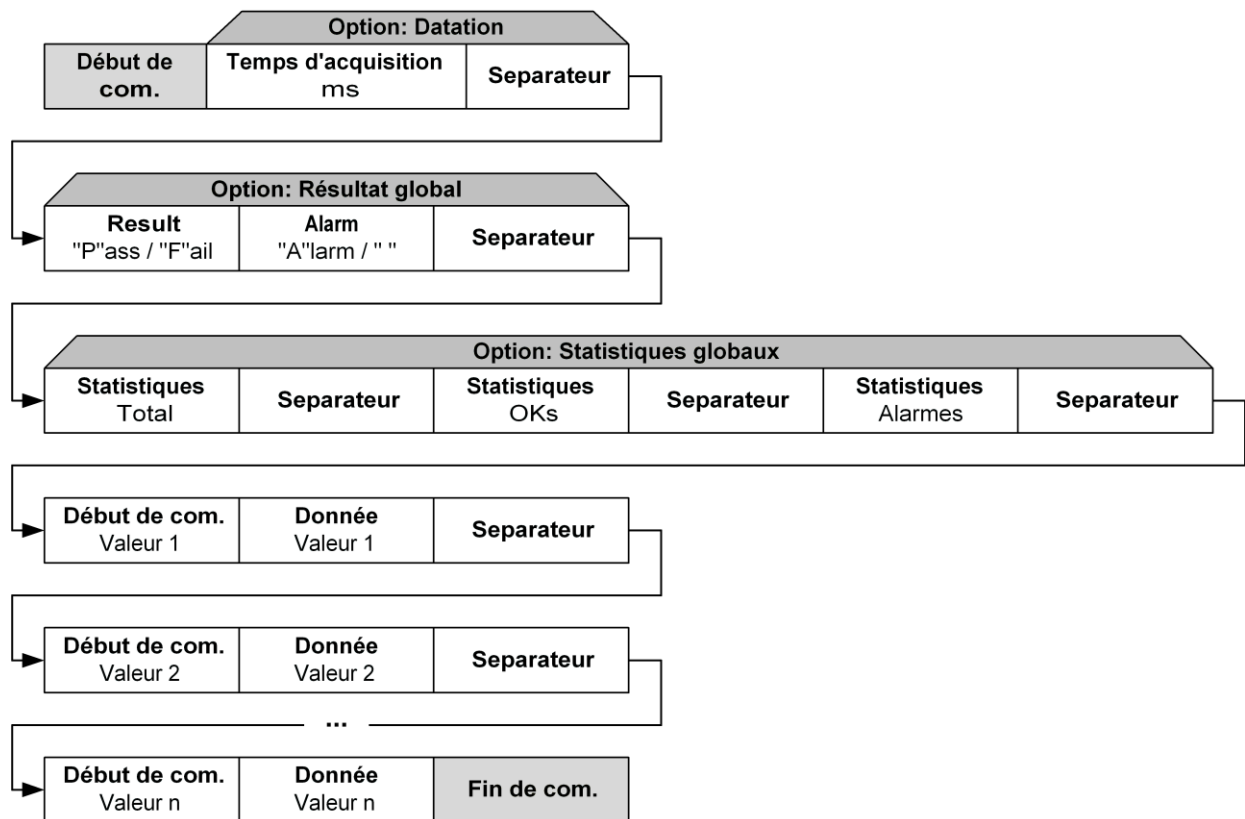 Option: Datation
Début de com.
Temps d'acquisition
ms
Separateur
Option: Résultat global
Result
"P"ass / "F"ail
Alarm
"A"larm / " "
Separateur
Option: Statistiques globaux
Statistiques
Total
Separateur
Statistiques
OKs
Separateur
Statistiques
Alarmes
Separateur
Début de com.
Valeur 1
Donnée
Valeur 1
Separateur
Début de com.
Valeur 2
Donnée
Valeur 2
Separateur
...
Début de com.
Valeur n
Donnée
Valeur n
Fin de com.